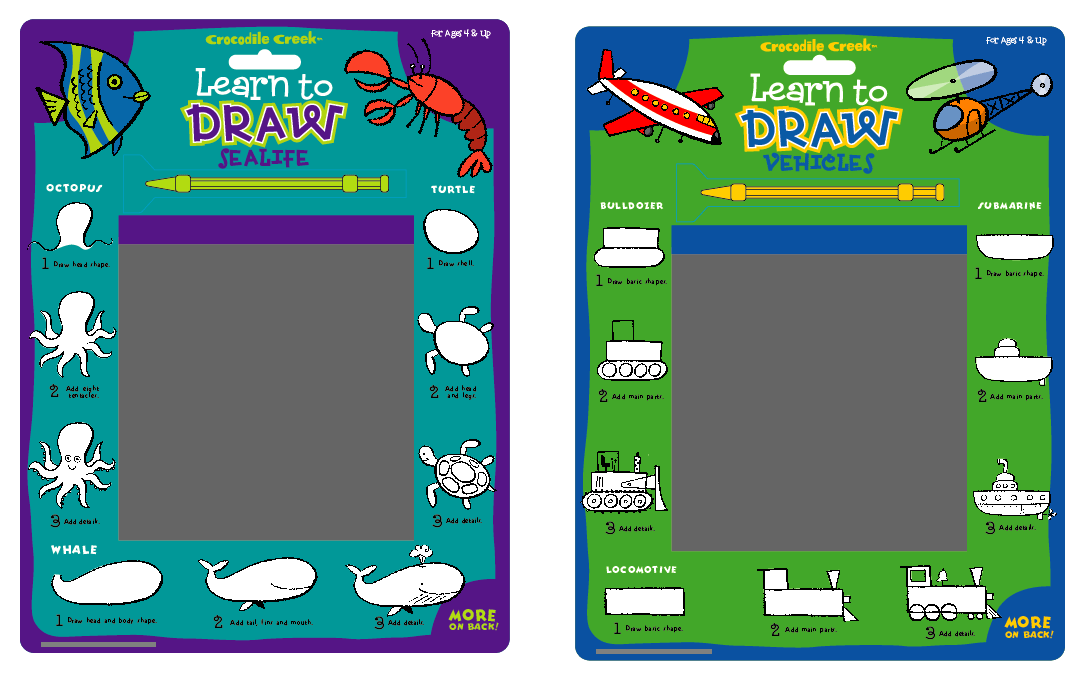 Crocodile Creek™
For Ages 4 & Up
Learn to
DRAW
SEALIFE
OCTOPUS
TURTLE
1 Draw head shape.
1 Draw shell.
2 Add eight
tentacles.
2 Add head
and legs.
3 Add details.
3 Add details.
WHALE
1 Draw head and body shape.
2 Add tail, fins and mouth.
3 Add details.
MORE
ON BACK!
Crocodile Creek™
For Ages 4 & Up
Learn to
DRAW
VEHICLES
BULLDOZER
SUBMARINE
1 Draw basic shapes.
1 Draw basic shapes.
2 Add main parts.
2 Add main parts.
3 Add details.
3 Add details.
LOCOMOTIVE
1 Draw basic shape.
2 Add main parts.
3 Add details.
MORE
ON BACK!